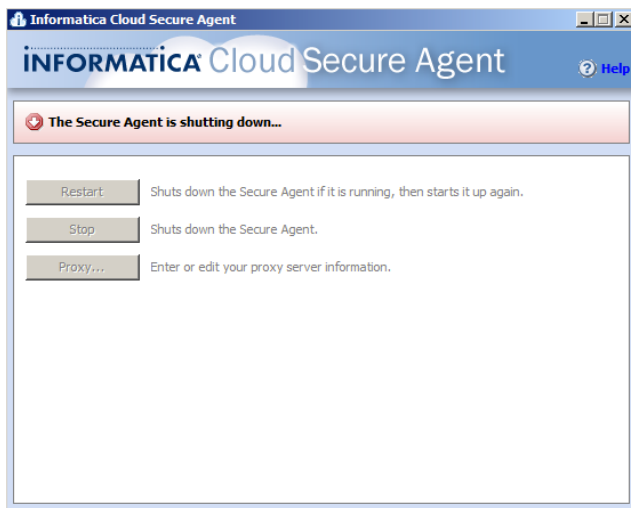 Informatica Cloud Secure Agent
INFORMATICA Cloud Secure Agent
Help
The Secure Agent is shutting down...
Restart Shuts down the Secure Agent if it is running, then starts it up again.
Stop Shuts down the Secure Agent.
Proxy... Enter or edit your proxy server information.